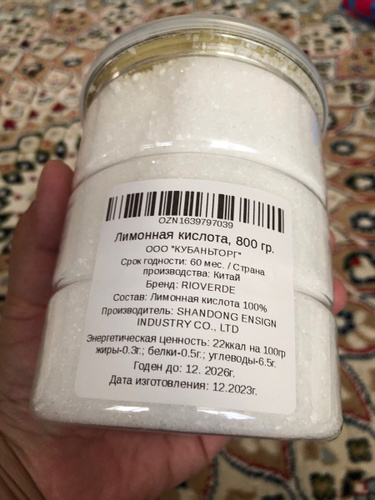 OZN1639797039
Лимонная кислота, 800 гр.
ООО "КУБАНЬТОРГ"
Срок годности: 60 мес. / Страна
производства: Китай
Бренд: RIOVERDE
Состав: Лимонная кислота 100%
Производитель: SHANDONG ENSIGN
INDUSTRY CO., LTD
Энергетическая ценность: 22ккал на 100гр
жиры-0.3г.; белки-0.5г.; углеводы-6.5г.
Годен до: 12. 2026г.
Дата изготовления: 12.2023г.